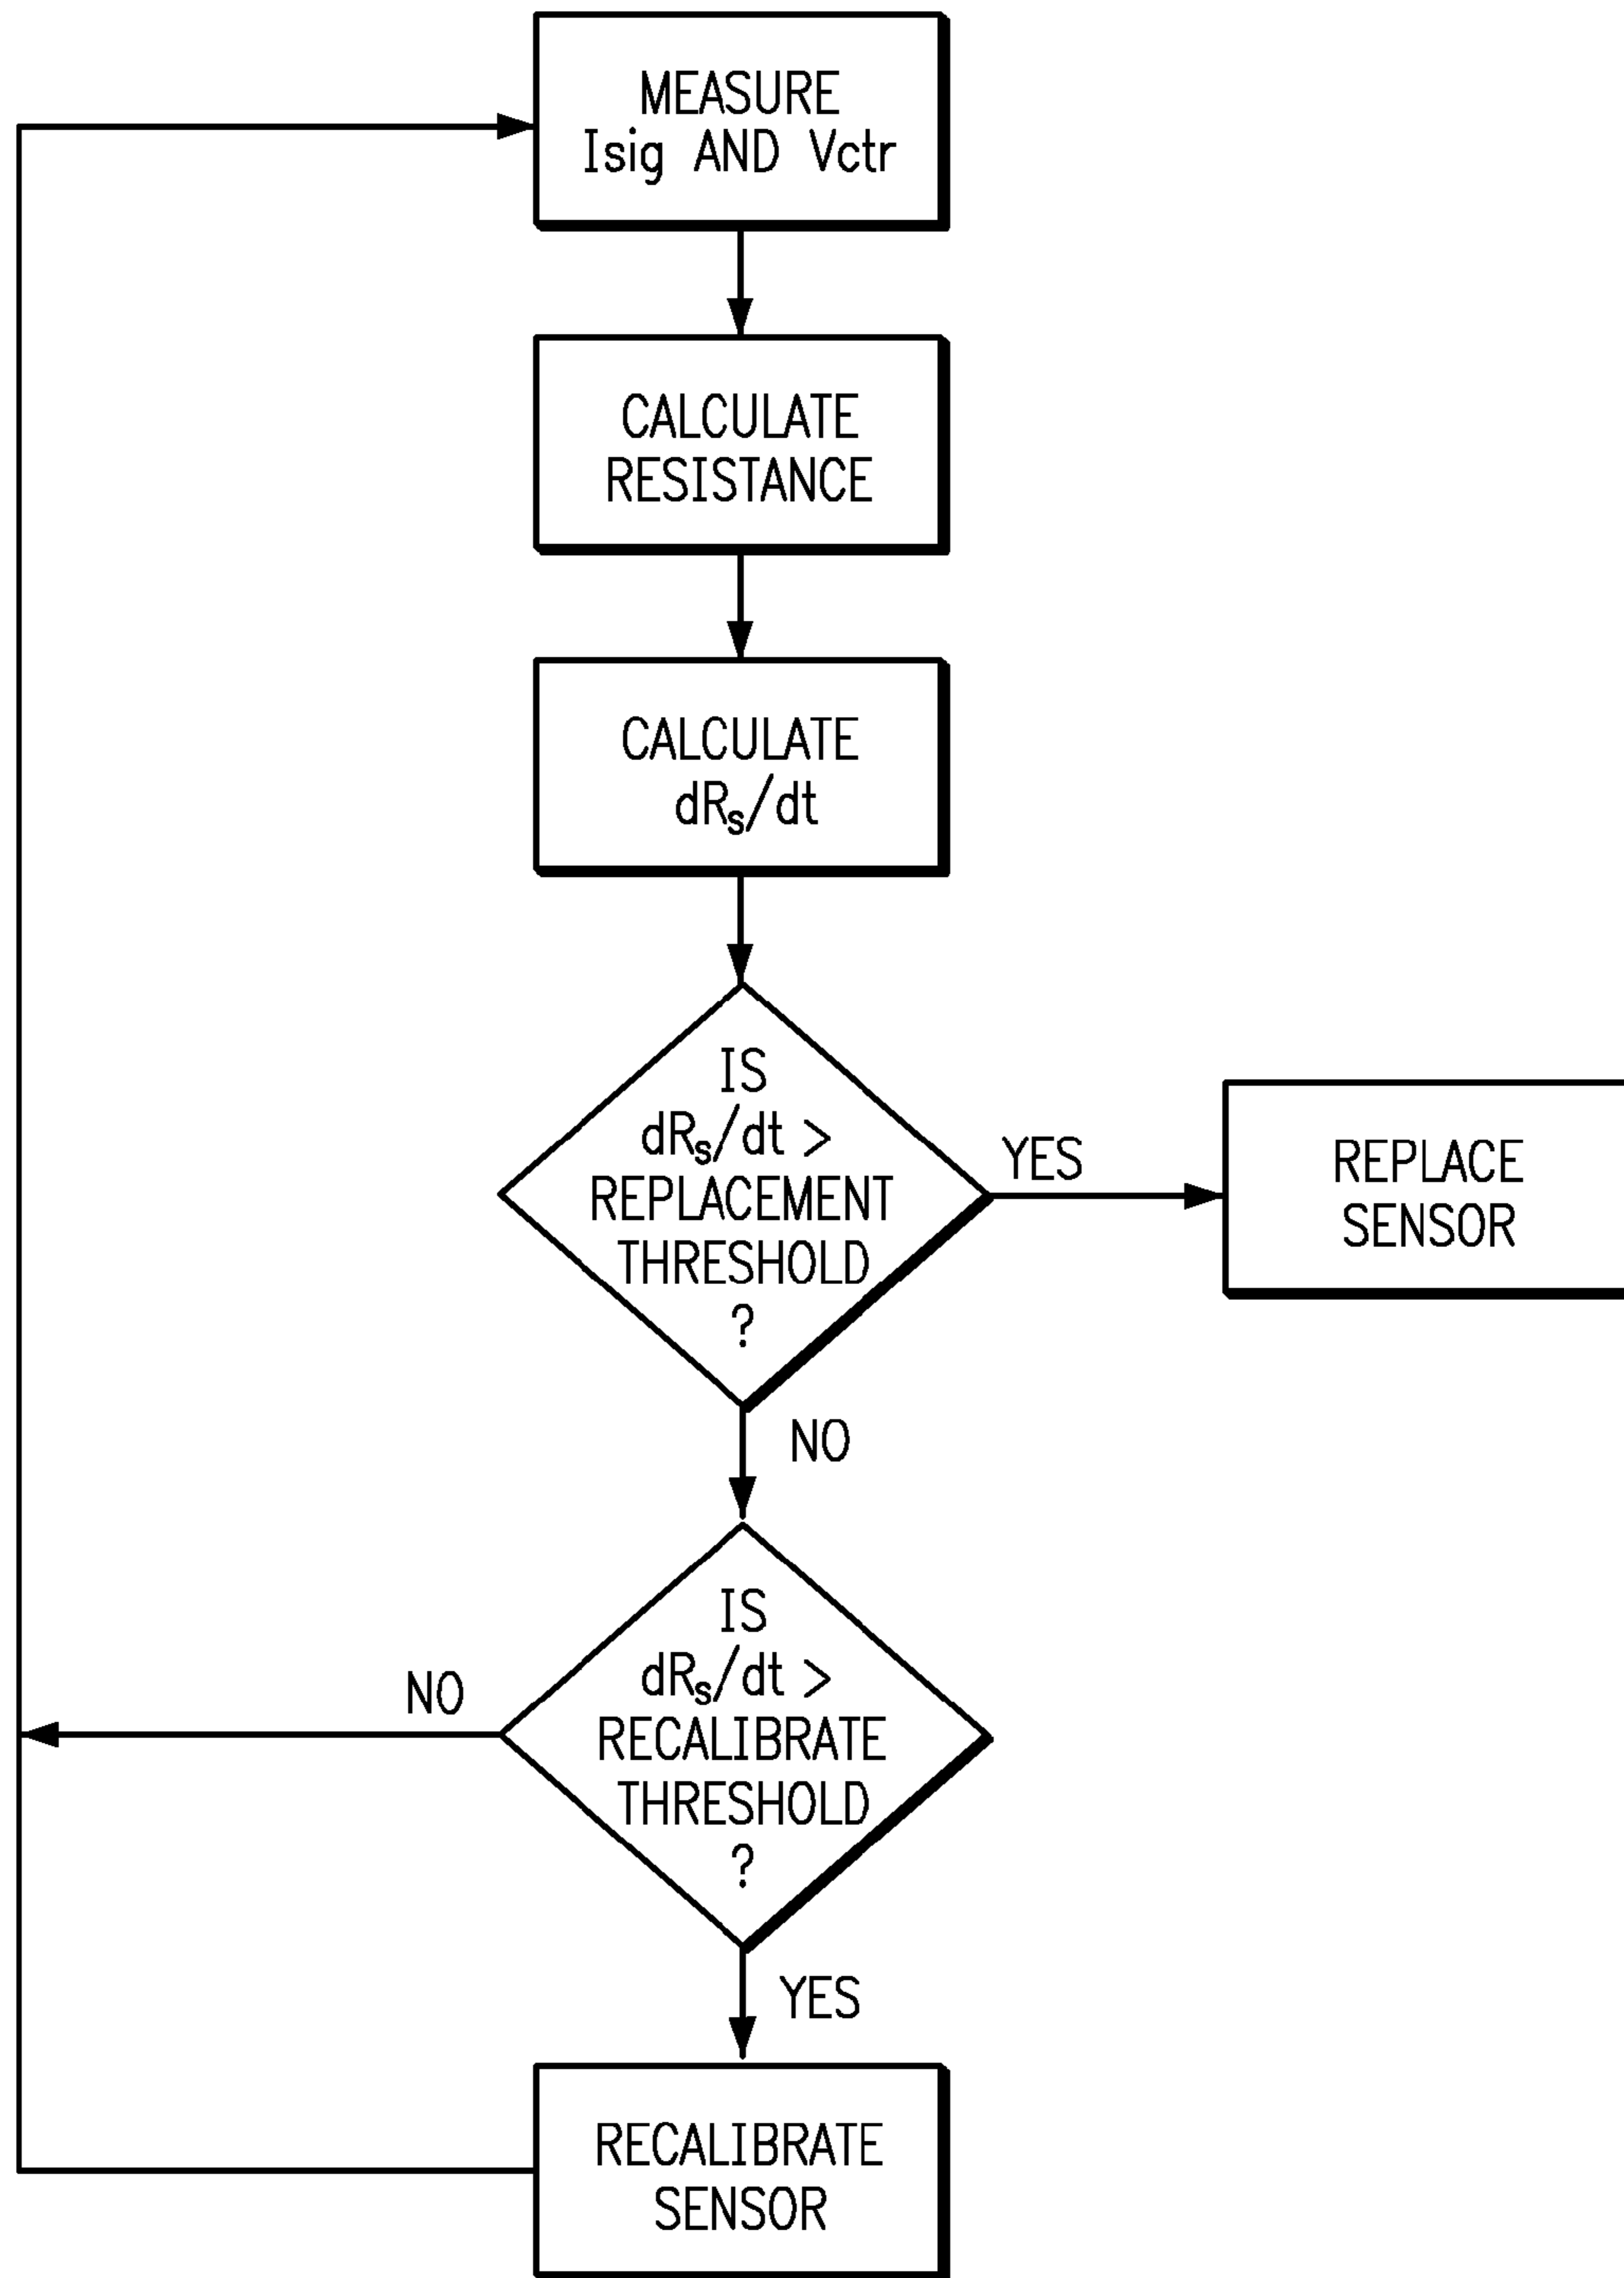 MEASURE
Isig AND Vctr
CALCULATE
RESISTANCE
CALCULATE
dRs/dt
IS
dRs/dt >
REPLACEMENT
THRESHOLD
?
YES
REPLACE
SENSOR
NO
IS
dRs/dt >
RECALIBRATE
THRESHOLD
?
NO
YES
RECALIBRATE
SENSOR